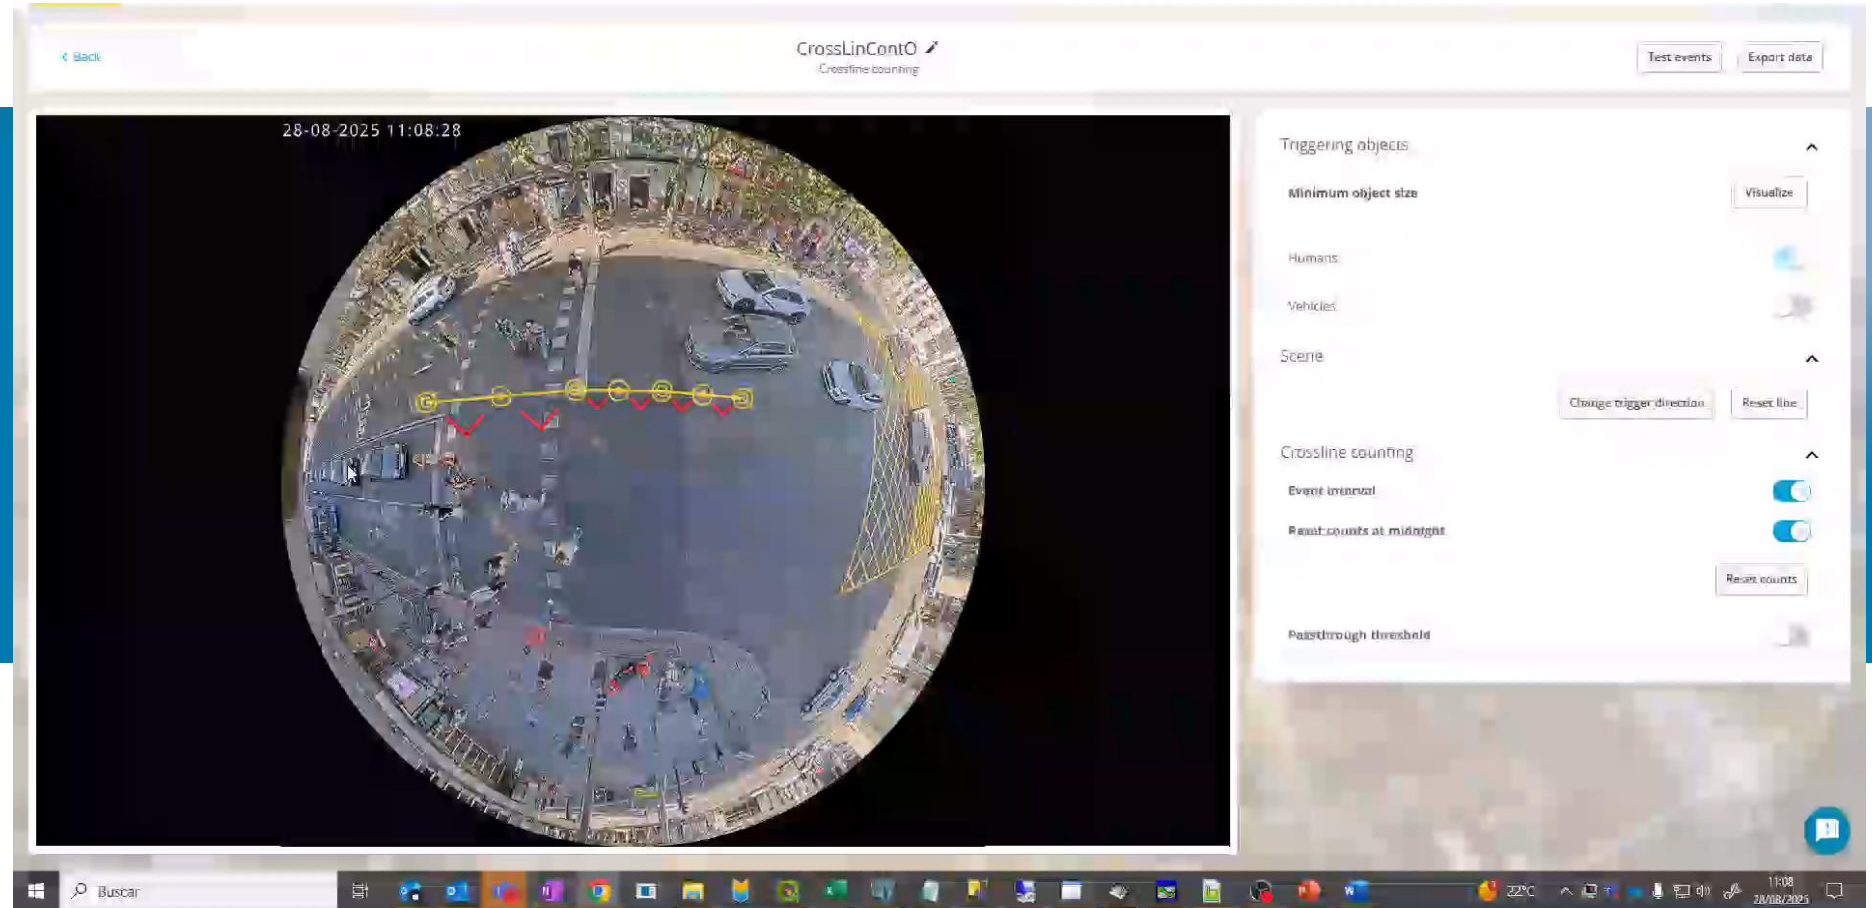 Back
CrossLinContO
Crossline counting
Test events
Export data
28-08-2025 11:08:28
Triggering objects
Minimum object size
Visualize
Humans
Vehicles
Scene
Change trigger direction
Reset line
Crossline counting
Event interval
Reset counts at midnight
Reset counts
Passthrough threshold
Buscar
22°C
11:08
28/08/2025